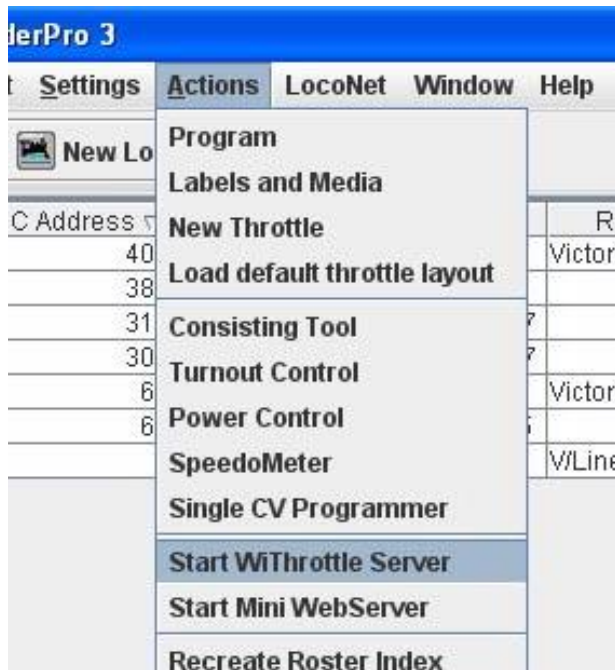 derPro 3
Settings Actions LocoNet Window Help
New Lo
Program
Labels and Media
C Address
New Throttle
R
40
Victor
Load default throttle layout
38
31
Consisting Tool
7
30
7
Turnout Control
6
Victor
Power Control
6
SpeedoMeter
V/Line
Single CV Programmer
Start WiThrottle Server
Start Mini WebServer
Recreate Roster Index